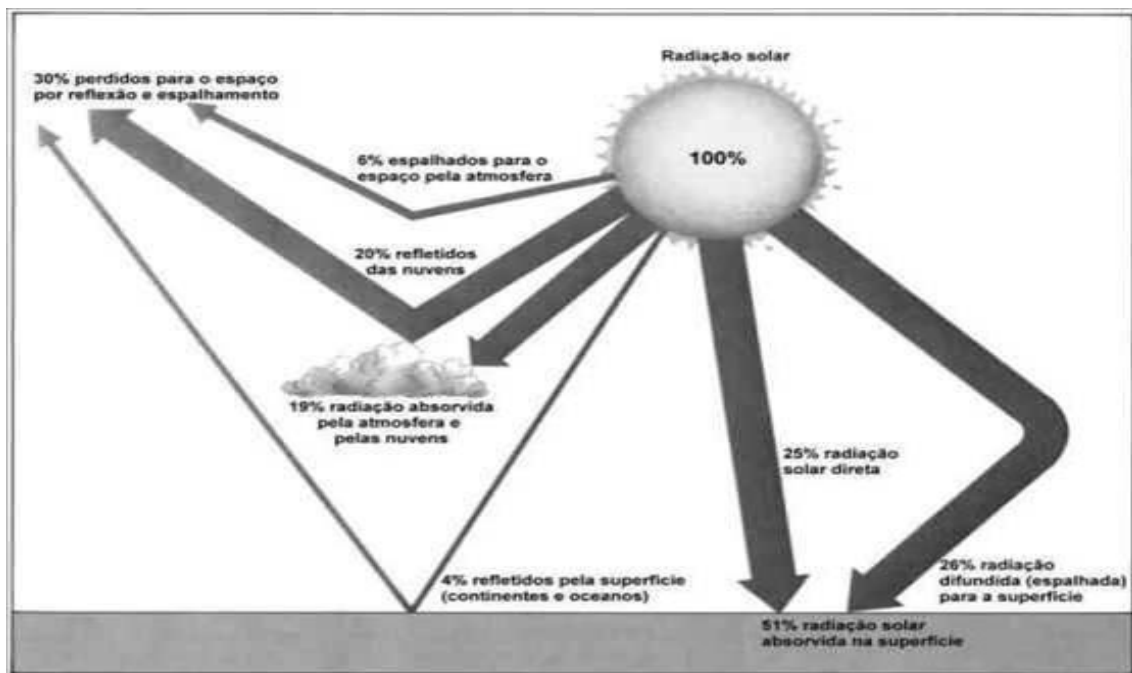 Radiação solar
30% perdidos para o espaço
por reflexão e espalhamento
100%
6% espalhados para o
espaço pela atmosfera
20% refletidos
das nuvens
19% radiação absorvida
pela atmosfera e
pelas nuvens
25% radiação
solar direta
4% refletidos pela superfície
(continentes e oceanos)
26% radiação
difundida (espalhada)
para a superfície
51% radiação solar
absorvida na superfície